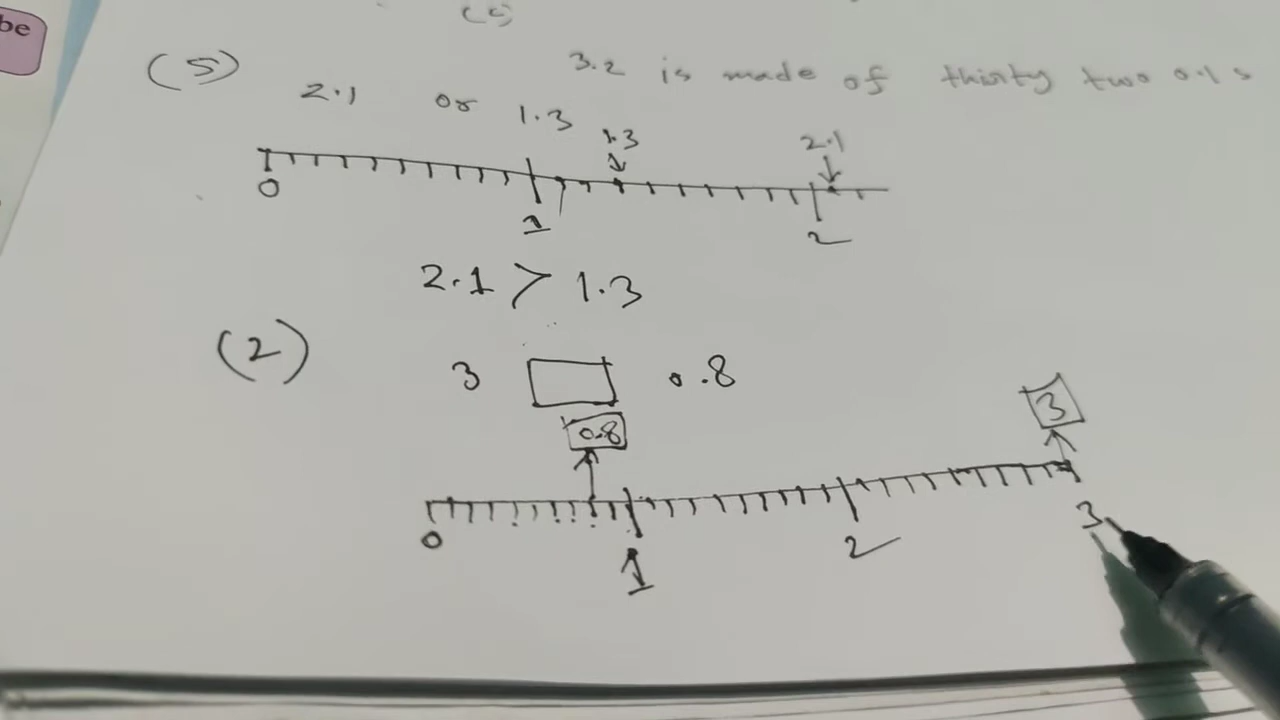 be
(c)
3.2 is made of thirty two 0.1 s
(5)
2.1 or 1.3
1.3 2.1
0 1 2
2.1 > 1.3
(2)
3 0.8
0.8 3
0 1 2 3